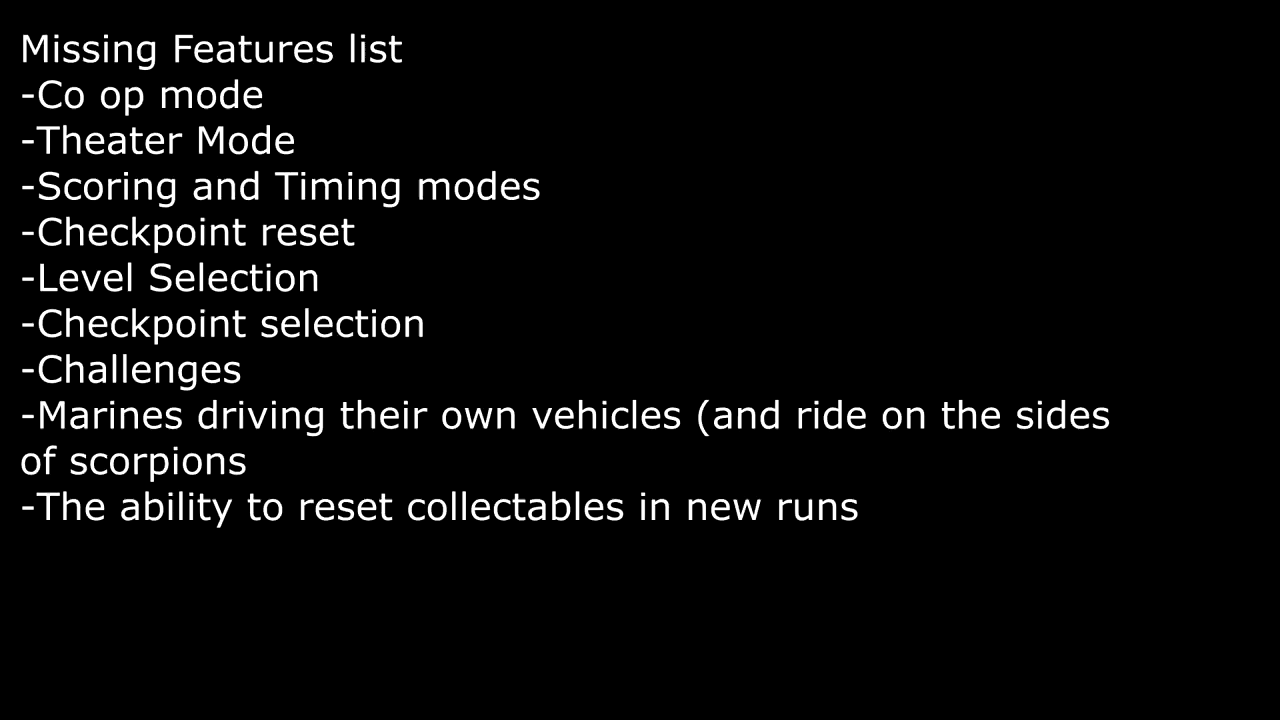 Missing Features list
-Co op mode
-Theater Mode
-Scoring and Timing modes
-Checkpoint reset
-Level Selection
-Checkpoint selection
-Challenges
-Marines driving their own vehicles (and ride on the sides
of scorpions
-The ability to reset collectables in new runs